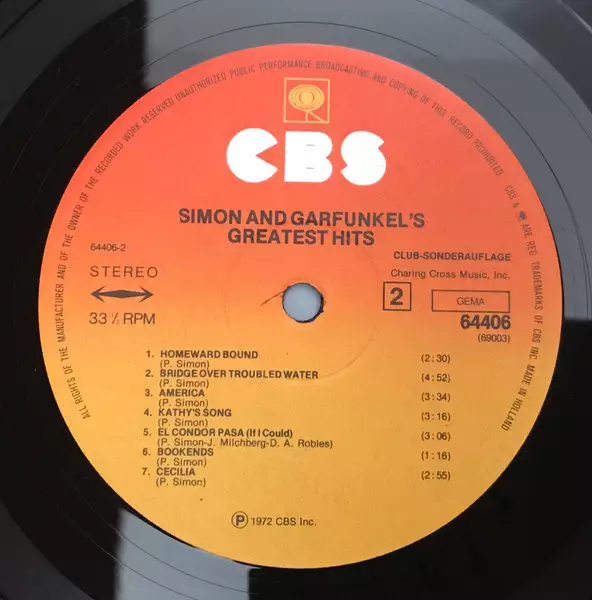 ALL RIGHTS OF THE MANUFACTURER AND OF THE OWNER OF THE RECORDED WORK RESERVED UNAUTHORIZED PUBLIC PERFORMANCE BROADCASTING AND COPYING OF THIS RECORD PROHIBITED
CBS & ARE REG. TRADEMARKS OF CBS INC. MADE IN HOLLAND
CBS
SIMON AND GARFUNKEL'S
GREATEST HITS
64406-2
CLUB-SONDERAUFLAGE
STEREO
Charing Cross Music, Inc.
2
GEMA
33⅓ RPM
64406
(69003)
1. HOMEWARD BOUND (2:30)
(P. Simon)
2. BRIDGE OVER TROUBLED WATER (4:52)
(P. Simon)
3. AMERICA (3:34)
(P. Simon)
4. KATHY'S SONG (3:16)
(P. Simon)
5. EL CONDOR PASA (If I Could) (3:06)
(P. Simon-J. Milchberg-D. A. Robles)
6. BOOKENDS (1:16)
(P. Simon)
7. CECILIA (2:55)
(P. Simon)
Ⓟ 1972 CBS Inc.